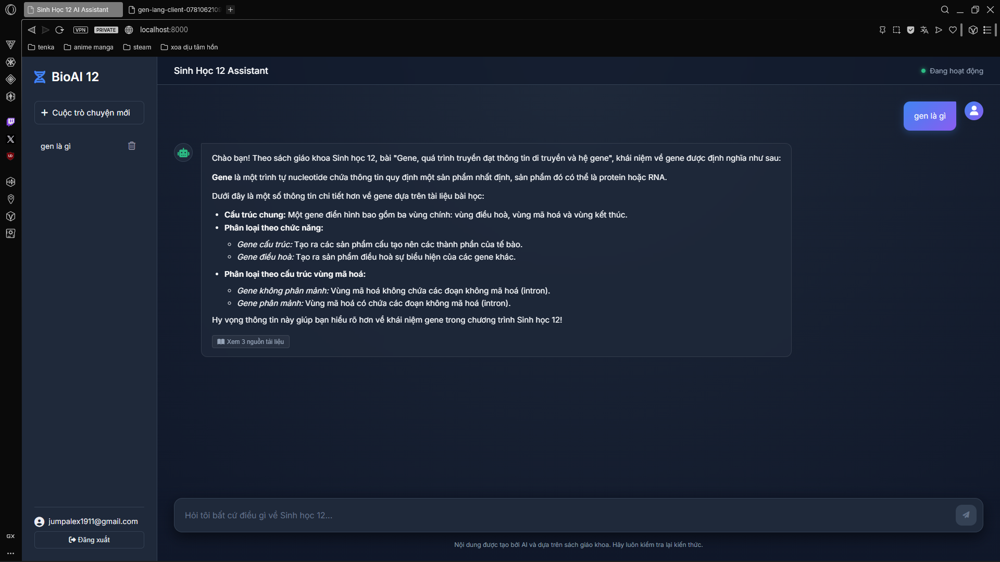 Sinh Học 12 AI Assistant
gen-lang-client-0781062109
VPN PRIVATE localhost:8000
tenka anime manga steam xoa dịu tâm hồn
BioAI 12
Cuộc trò chuyện mới
gen là gì
Sinh Học 12 Assistant
Đang hoạt động
gen là gì
Chào bạn! Theo sách giáo khoa Sinh học 12, bài "Gene, quá trình truyền đạt thông tin di truyền và hệ gene", khái niệm về gene được định nghĩa như sau:
Gene là một trình tự nucleotide chứa thông tin quy định một sản phẩm nhất định, sản phẩm đó có thể là protein hoặc RNA.
Dưới đây là một số thông tin chi tiết hơn về gene dựa trên tài liệu bài học:
• Cấu trúc chung: Một gene điển hình bao gồm ba vùng chính: vùng điều hoà, vùng mã hoá và vùng kết thúc.
• Phân loại theo chức năng:
◦ Gene cấu trúc: Tạo ra các sản phẩm cấu tạo nên các thành phần của tế bào.
◦ Gene điều hoà: Tạo ra sản phẩm điều hoà sự biểu hiện của các gene khác.
• Phân loại theo cấu trúc vùng mã hoá:
◦ Gene không phân mảnh: Vùng mã hoá không chứa các đoạn không mã hoá (intron).
◦ Gene phân mảnh: Vùng mã hoá có chứa các đoạn không mã hoá (intron).
Hy vọng thông tin này giúp bạn hiểu rõ hơn về khái niệm gene trong chương trình Sinh học 12!
Xem 3 nguồn tài liệu
Hỏi tôi bất cứ điều gì về Sinh học 12...
Nội dung được tạo bởi AI và dựa trên sách giáo khoa. Hãy luôn kiểm tra lại kiến thức.
jumpalex1911@gmail.com
Đăng xuất
GX